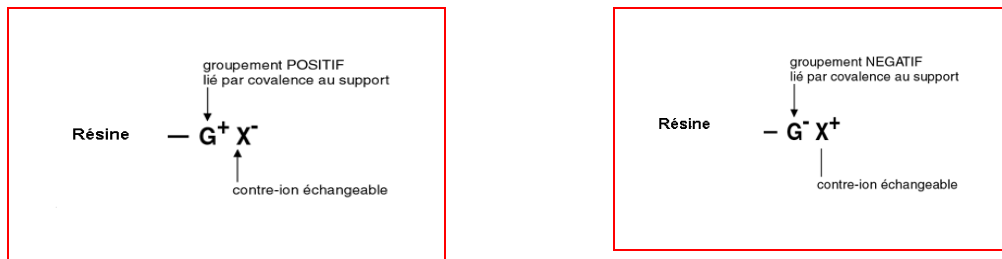 groupement POSITIF
lié par covalence au support
Résine — G⁺ X⁻
contre-ion échangeable
groupement NEGATIF
lié par covalence au support
Résine – G⁻ X⁺
contre-ion échangeable